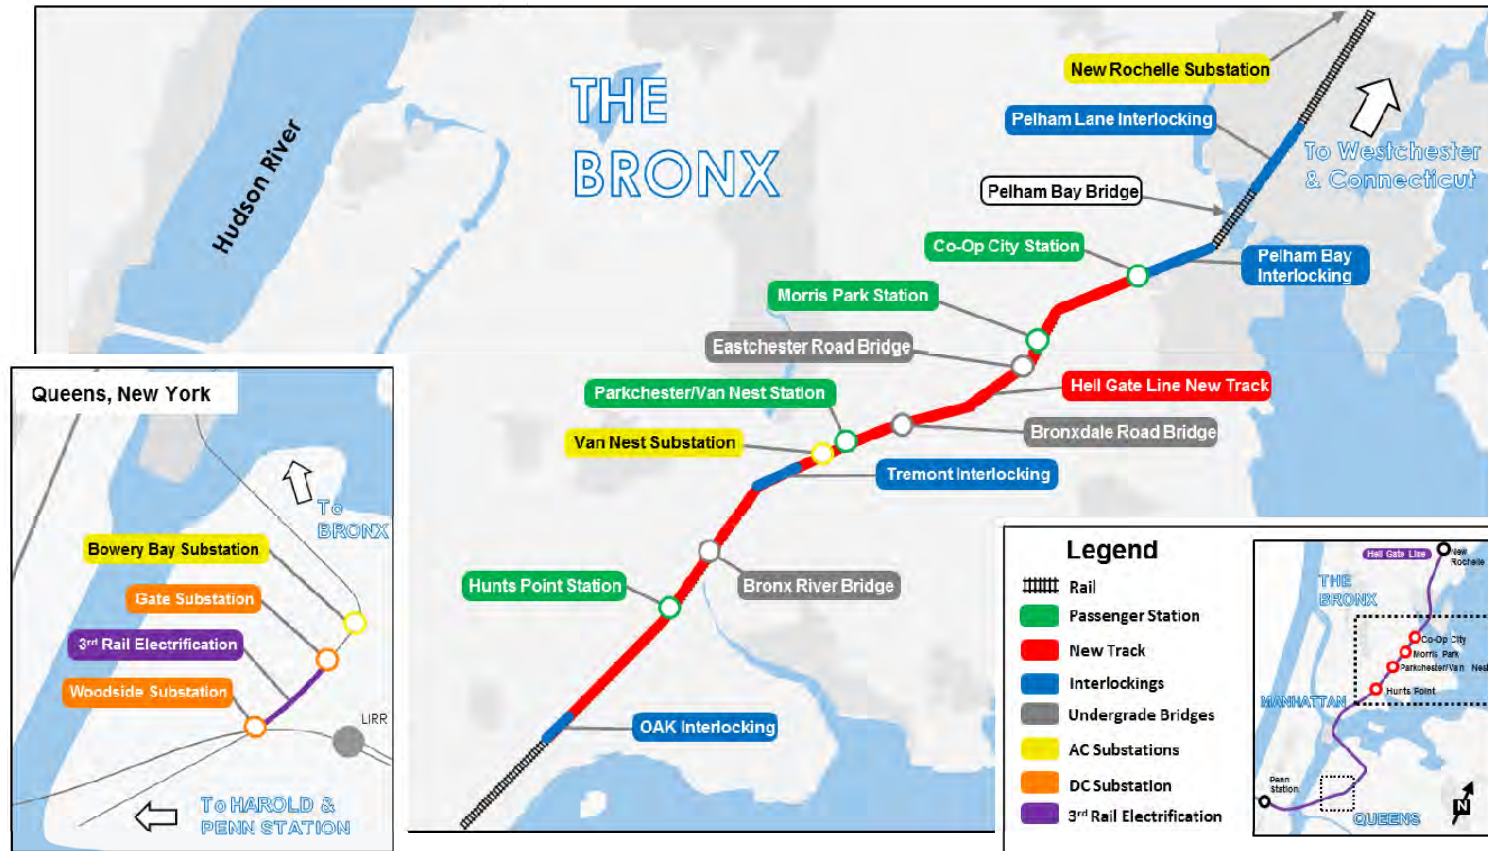 THE
BRONX
Hudson River
New Rochelle Substation
Pelham Lane Interlocking
To Westchester
& Connecticut
Pelham Bay Bridge
Co-Op City Station
Pelham Bay
Interlocking
Morris Park Station
Eastchester Road Bridge
Hell Gate Line New Track
Parkchester/Van Nest Station
Bronxdale Road Bridge
Van Nest Substation
Tremont Interlocking
Hunts Point Station
Bronx River Bridge
OAK Interlocking
Queens, New York
To
BRONX
Bowery Bay Substation
Gate Substation
3rd Rail Electrification
Woodside Substation
LIRR
To HAROLD &
PENN STATION
Legend
Rail
Passenger Station
New Track
Interlockings
Undergrade Bridges
AC Substations
DC Substation
3rd Rail Electrification
Hell Gate Line
New
Rochelle
THE
BRONX
Co-Op City
Morris Park
Parkchester/Van Nest
Hunts Point
MANHATTAN
Penn
Station
QUEENS
N